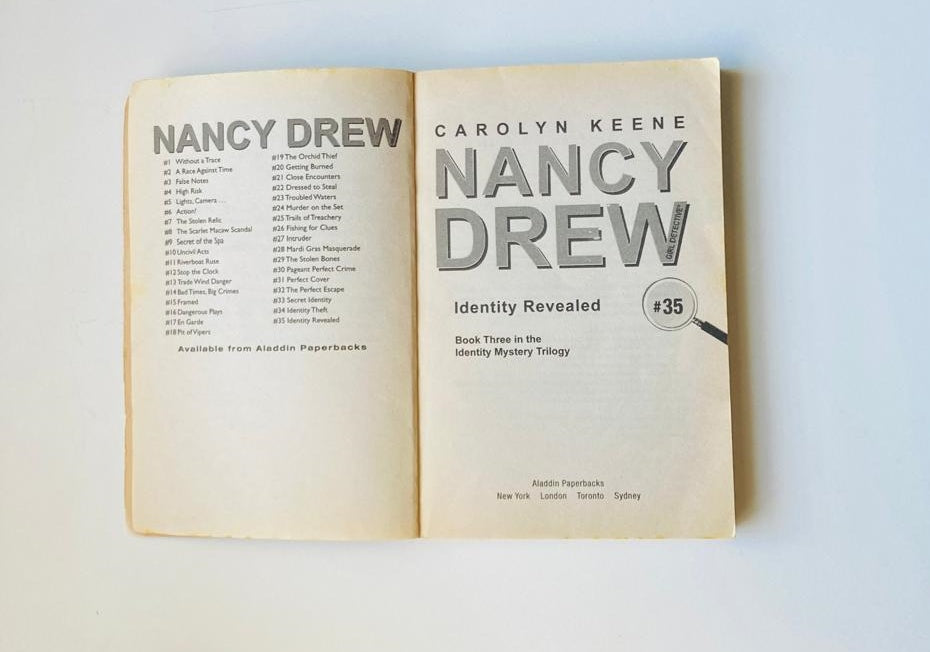 NANCY DREW
#1 Without a Trace
#2 A Race Against Time
#3 False Notes
#4 High Risk
#5 Lights, Camera . . .
#6 Action!
#7 The Stolen Relic
#8 The Scarlet Macaw Scandal
#9 Secret of the Spa
#10 Uncivil Acts
#11 Riverboat Ruse
#12 Stop the Clock
#13 Trade Wind Danger
#14 Bad Times, Big Crimes
#15 Framed
#16 Dangerous Plays
#17 En Garde
#18 Pit of Vipers
#19 The Orchid Thief
#20 Getting Burned
#21 Close Encounters
#22 Dressed to Steal
#23 Troubled Waters
#24 Murder on the Set
#25 Trails of Treachery
#26 Fishing for Clues
#27 Intruder
#28 Mardi Gras Masquerade
#29 The Stolen Bones
#30 Pageant Perfect Crime
#31 Perfect Cover
#32 The Perfect Escape
#33 Secret Identity
#34 Identity Theft
#35 Identity Revealed
Available from Aladdin Paperbacks
CAROLYN KEENE
NANCY
DREW
GIRL DETECTIVE®
Identity Revealed
#35
Book Three in the
Identity Mystery Trilogy
Aladdin Paperbacks
New York London Toronto Sydney